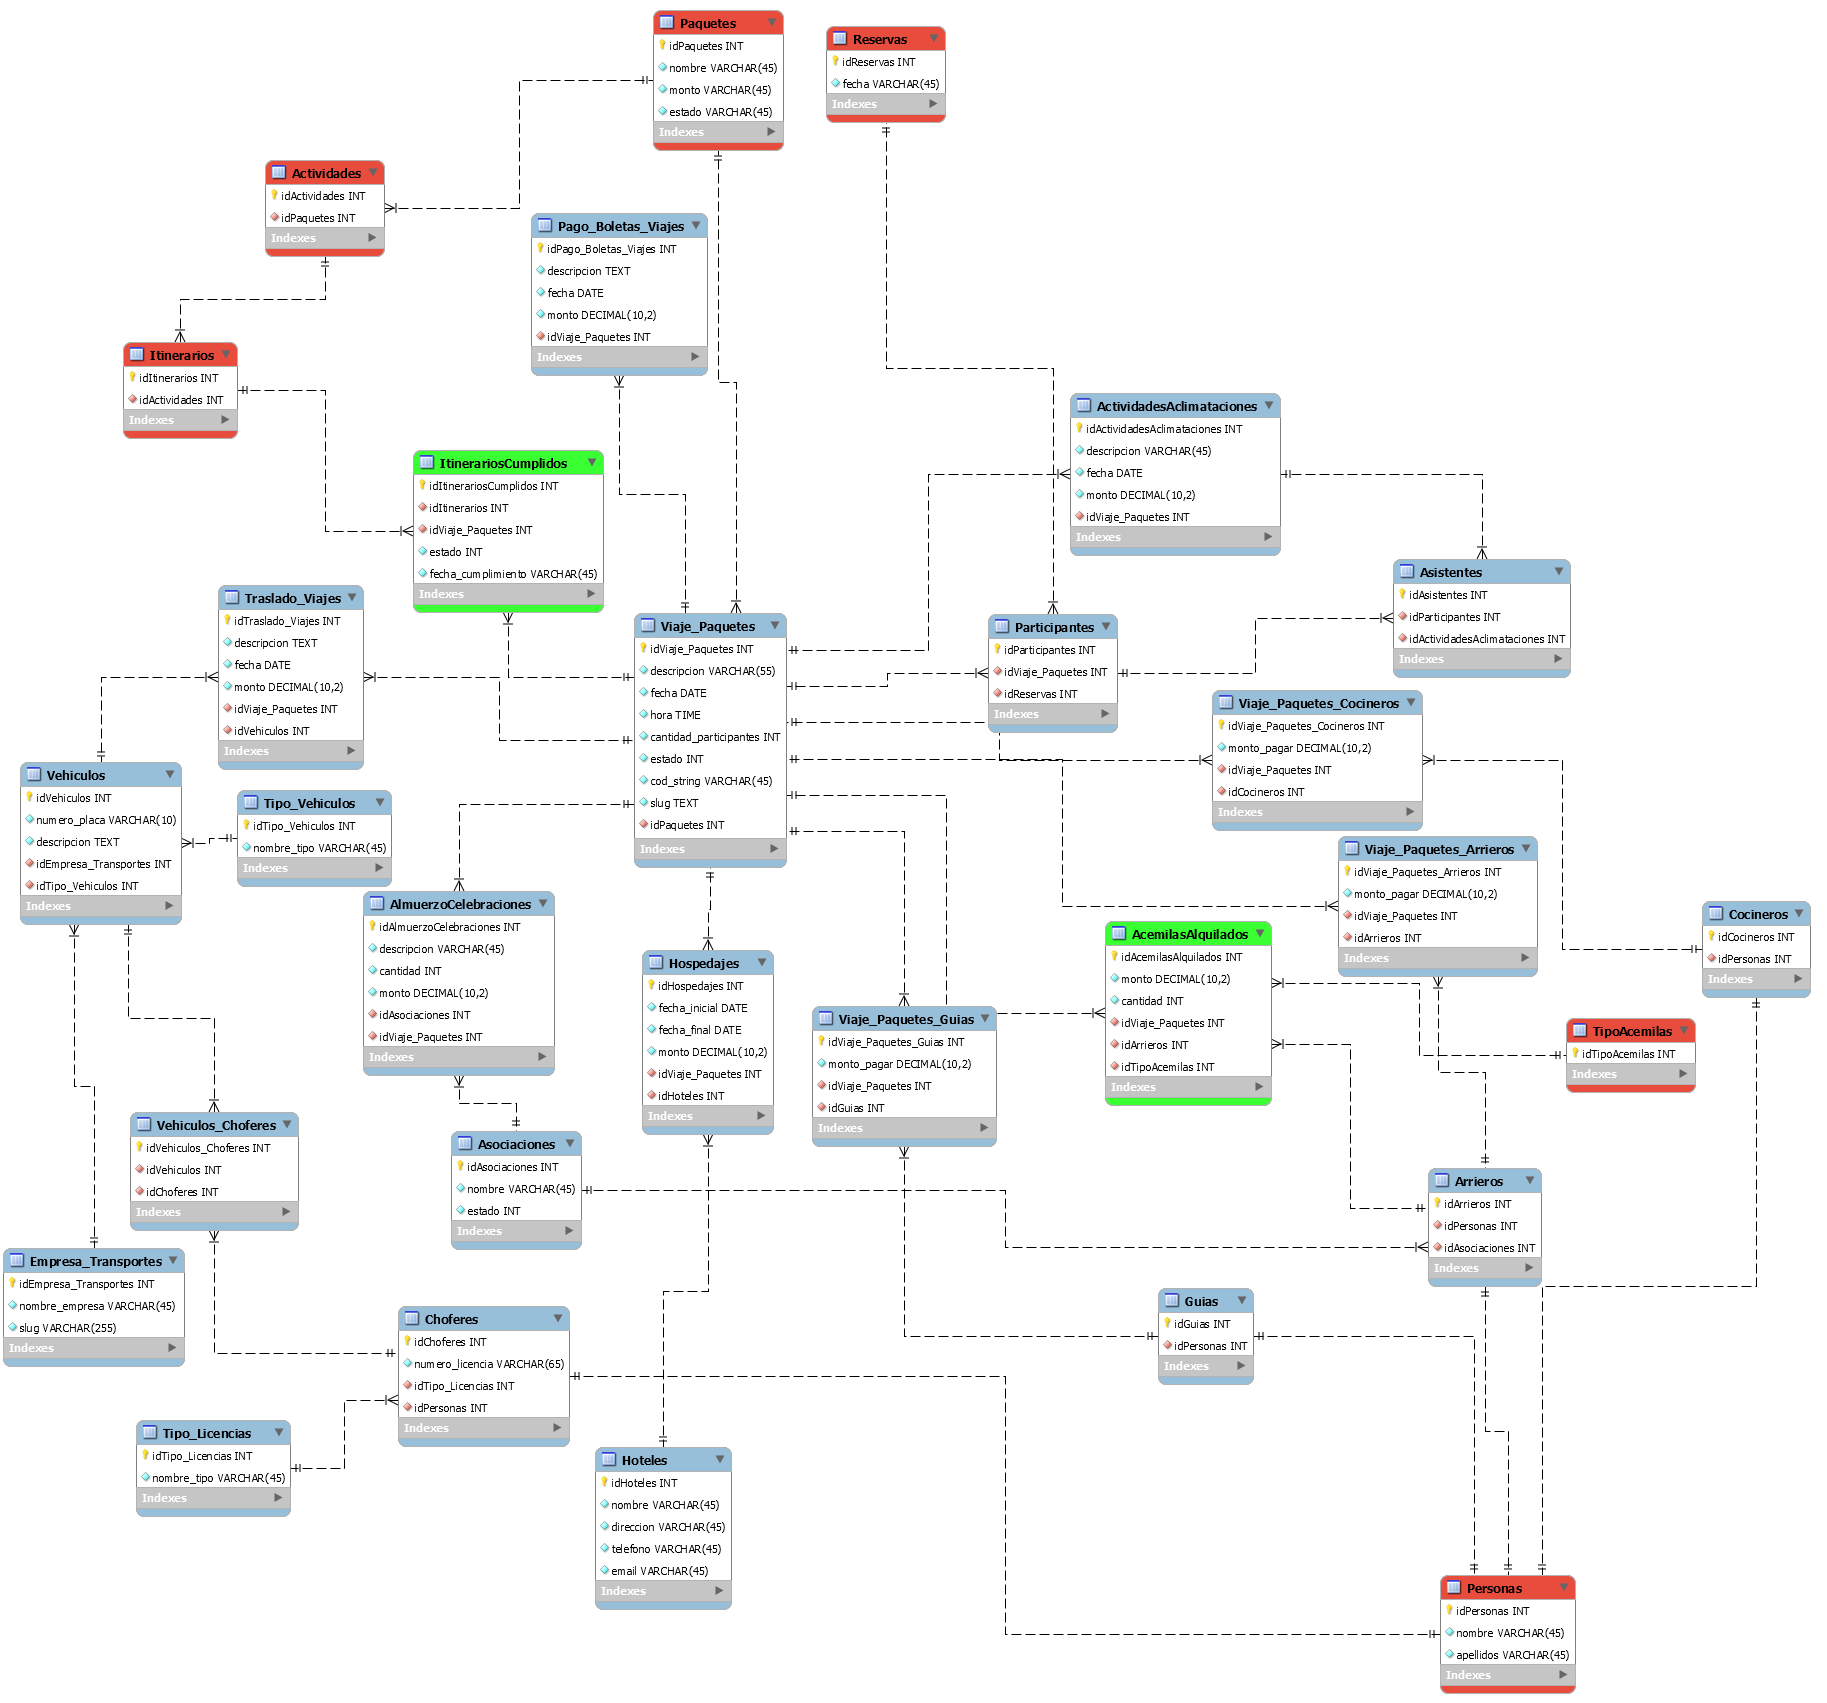 Paquetes
idPaquetes INT
nombre VARCHAR(45)
monto VARCHAR(45)
estado VARCHAR(45)
Indexes
Reservas
idReservas INT
fecha VARCHAR(45)
Indexes
Actividades
idActividades INT
idPaquetes INT
Indexes
Pago_Boletas_Viajes
idPago_Boletas_Viajes INT
descripcion TEXT
fecha DATE
monto DECIMAL(10,2)
idViaje_Paquetes INT
Indexes
Itinerarios
idItinerarios INT
idActividades INT
Indexes
ActividadesAclimataciones
idActividadesAclimataciones INT
descripcion VARCHAR(45)
fecha DATE
monto DECIMAL(10,2)
idViaje_Paquetes INT
Indexes
ItinerariosCumplidos
idItinerariosCumplidos INT
idItinerarios INT
idViaje_Paquetes INT
estado INT
fecha_cumplimiento VARCHAR(45)
Indexes
Asistentes
idAsistentes INT
idParticipantes INT
idActividadesAclimataciones INT
Indexes
Traslado_Viajes
idTraslado_Viajes INT
descripcion TEXT
fecha DATE
monto DECIMAL(10,2)
idViaje_Paquetes INT
idVehiculos INT
Indexes
Viaje_Paquetes
idViaje_Paquetes INT
descripcion VARCHAR(55)
fecha DATE
hora TIME
cantidad_participantes INT
estado INT
cod_string VARCHAR(45)
slug TEXT
idPaquetes INT
Indexes
Participantes
idParticipantes INT
idViaje_Paquetes INT
idReservas INT
Indexes
Viaje_Paquetes_Cocineros
idViaje_Paquetes_Cocineros INT
monto_pagar DECIMAL(10,2)
idViaje_Paquetes INT
idCocineros INT
Indexes
Vehiculos
idVehiculos INT
numero_placa VARCHAR(10)
descripcion TEXT
idEmpresa_Transportes INT
idTipo_Vehiculos INT
Indexes
Tipo_Vehiculos
idTipo_Vehiculos INT
nombre_tipo VARCHAR(45)
Indexes
Viaje_Paquetes_Arrieros
idViaje_Paquetes_Arrieros INT
monto_pagar DECIMAL(10,2)
idViaje_Paquetes INT
idArrieros INT
Indexes
AlmuerzoCelebraciones
idAlmuerzoCelebraciones INT
descripcion VARCHAR(45)
cantidad INT
monto DECIMAL(10,2)
idAsociaciones INT
idViaje_Paquetes INT
Indexes
Cocineros
idCocineros INT
idPersonas INT
Indexes
AcemilasAlquilados
idAcemilasAlquilados INT
monto DECIMAL(10,2)
cantidad INT
idViaje_Paquetes INT
idArrieros INT
idTipoAcemilas INT
Indexes
Hospedajes
idHospedajes INT
fecha_inicial DATE
fecha_final DATE
monto DECIMAL(10,2)
idViaje_Paquetes INT
idHoteles INT
Indexes
Viaje_Paquetes_Guias
idViaje_Paquetes_Guias INT
monto_pagar DECIMAL(10,2)
idViaje_Paquetes INT
idGuias INT
Indexes
TipoAcemilas
idTipoAcemilas INT
Indexes
Vehiculos_Choferes
idVehiculos_Choferes INT
idVehiculos INT
idChoferes INT
Indexes
Asociaciones
idAsociaciones INT
nombre VARCHAR(45)
estado INT
Indexes
Arrieros
idArrieros INT
idPersonas INT
idAsociaciones INT
Indexes
Empresa_Transportes
idEmpresa_Transportes INT
nombre_empresa VARCHAR(45)
slug VARCHAR(255)
Indexes
Guias
idGuias INT
idPersonas INT
Indexes
Choferes
idChoferes INT
numero_licencia VARCHAR(65)
idTipo_Licencias INT
idPersonas INT
Indexes
Tipo_Licencias
idTipo_Licencias INT
nombre_tipo VARCHAR(45)
Indexes
Hoteles
idHoteles INT
nombre VARCHAR(45)
direccion VARCHAR(45)
telefono VARCHAR(45)
email VARCHAR(45)
Indexes
Personas
idPersonas INT
nombre VARCHAR(45)
apellidos VARCHAR(45)
Indexes